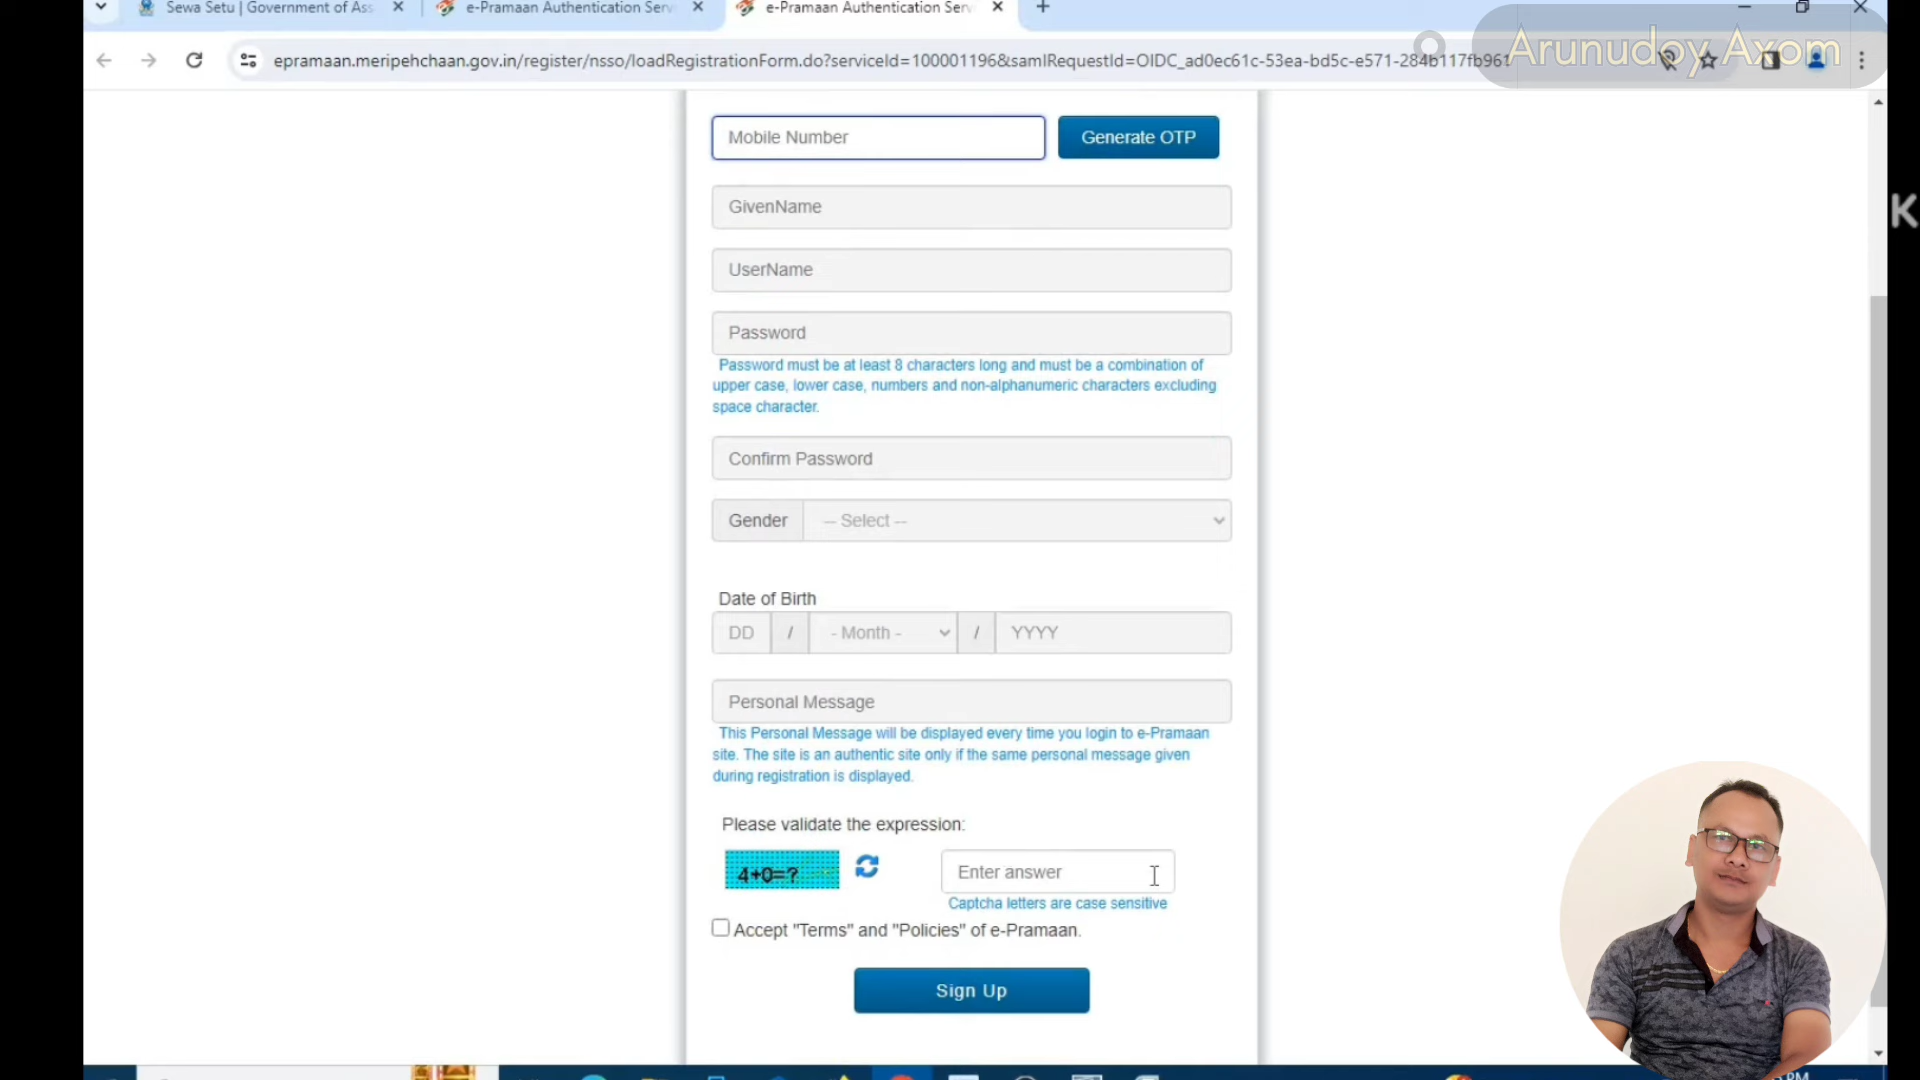 Sewa Setu | Government of Ass
e-Pramaan Authentication Serv
e-Pramaan Authentication Serv
Arunudoy Axom
epramaan.meripehchaan.gov.in/register/nsso/loadRegistrationForm.do?serviceId=100001196&samlRequestId=OIDC_ad0ec61c-53ea-bd5c-e571-284b117fb961
Mobile Number
Generate OTP
K
GivenName
UserName
Password
Password must be at least 8 characters long and must be a combination of
upper case, lower case, numbers and non-alphanumeric characters excluding
space character.
Confirm Password
Gender -- Select --
Date of Birth
DD / - Month - / YYYY
Personal Message
This Personal Message will be displayed every time you login to e-Pramaan
site. The site is an authentic site only if the same personal message given
during registration is displayed.
Please validate the expression:
4+0=?
Enter answer
Captcha letters are case sensitive
Accept "Terms" and "Policies" of e-Pramaan.
Sign Up
PM